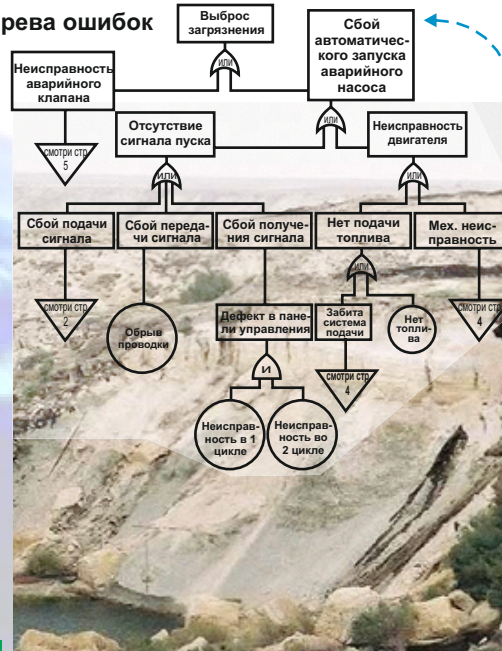 рева ошибок
Выброс
загрязнения
Сбой
автоматичес-
кого запуска
аварийного
насоса
или
Неисправность
аварийного
клапана
смотри стр
5
Отсутствие
сигнала пуска
или
Неисправность
двигателя
или
или
Сбой подачи
сигнала
Сбой переда-
чи сигнала
Сбой получе-
ния сигнала
Нет подачи
топлива
Мех. неис-
правность
смотри стр
2
Обрыв
проводки
Дефект в пане-
ли управления
или
Забита
система
подачи
Нет
топли-
ва
смотри стр
4
и
смотри стр
4
Неисправ-
ность в 1
цикле
Неисправ-
ность во
2 цикле